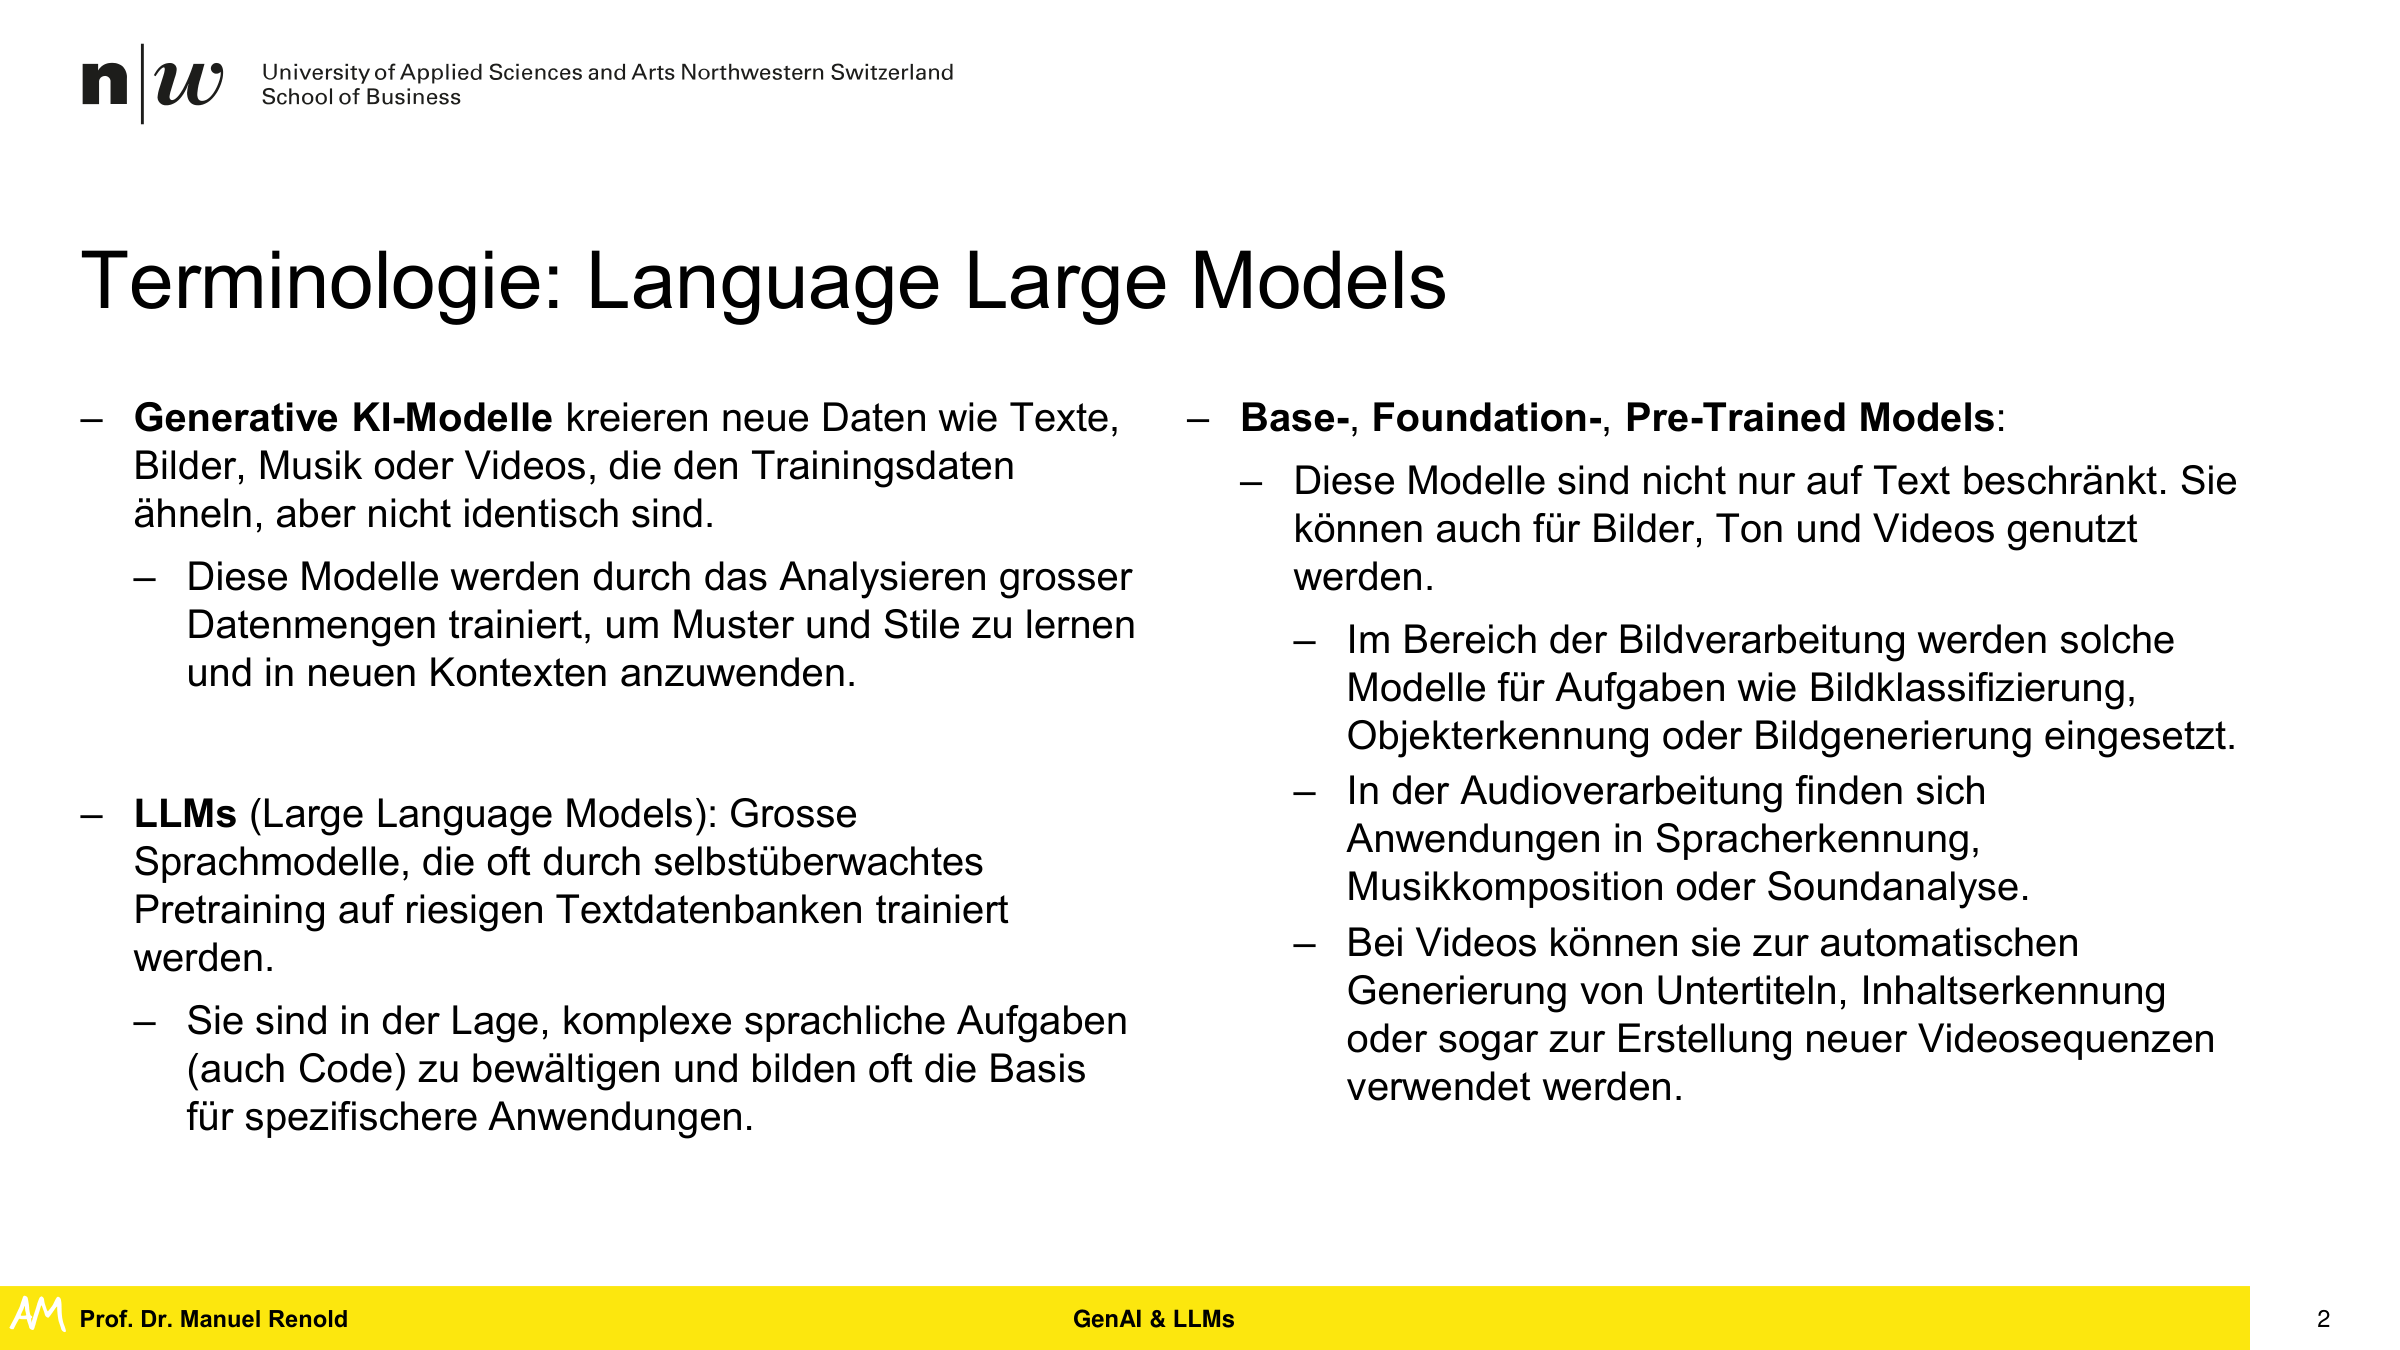 n|w University of Applied Sciences and Arts Northwestern Switzerland
School of Business
Terminologie: Language Large Models
– Generative KI-Modelle kreieren neue Daten wie Texte,
Bilder, Musik oder Videos, die den Trainingsdaten
ähneln, aber nicht identisch sind.
– Diese Modelle werden durch das Analysieren grosser
Datenmengen trainiert, um Muster und Stile zu lernen
und in neuen Kontexten anzuwenden.
– LLMs (Large Language Models): Grosse
Sprachmodelle, die oft durch selbstüberwachtes
Pretraining auf riesigen Textdatenbanken trainiert
werden.
– Sie sind in der Lage, komplexe sprachliche Aufgaben
(auch Code) zu bewältigen und bilden oft die Basis
für spezifischere Anwendungen.
– Base-, Foundation-, Pre-Trained Models:
– Diese Modelle sind nicht nur auf Text beschränkt. Sie
können auch für Bilder, Ton und Videos genutzt
werden.
– Im Bereich der Bildverarbeitung werden solche
Modelle für Aufgaben wie Bildklassifizierung,
Objekterkennung oder Bildgenerierung eingesetzt.
– In der Audioverarbeitung finden sich
Anwendungen in Spracherkennung,
Musikkomposition oder Soundanalyse.
– Bei Videos können sie zur automatischen
Generierung von Untertiteln, Inhaltserkennung
oder sogar zur Erstellung neuer Videosequenzen
verwendet werden.
AM Prof. Dr. Manuel Renold
GenAI & LLMs
2